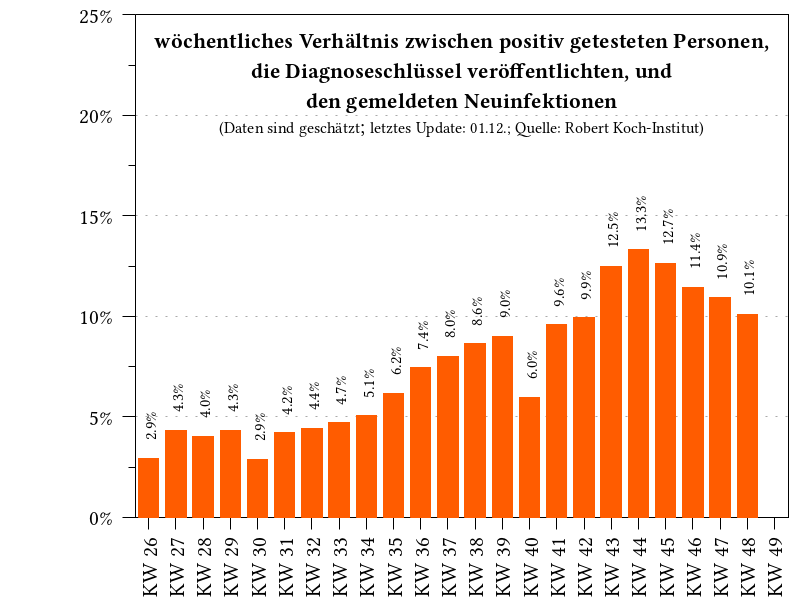 wöchentliches Verhältnis zwischen positiv getesteten Personen,
die Diagnoseschlüssel veröffentlichten, und
den gemeldeten Neuinfektionen
(Daten sind geschätzt; letztes Update: 01.12.; Quelle: Robert Koch-Institut)
25%
20%
15%
10%
5%
0%
2.9%
4.3%
4.0%
4.3%
2.9%
4.2%
4.4%
4.7%
5.1%
6.2%
7.4%
8.0%
8.6%
9.0%
6.0%
9.6%
9.9%
12.5%
13.3%
12.7%
11.4%
10.9%
10.1%
KW 26
KW 27
KW 28
KW 29
KW 30
KW 31
KW 32
KW 33
KW 34
KW 35
KW 36
KW 37
KW 38
KW 39
KW 40
KW 41
KW 42
KW 43
KW 44
KW 45
KW 46
KW 47
KW 48
KW 49